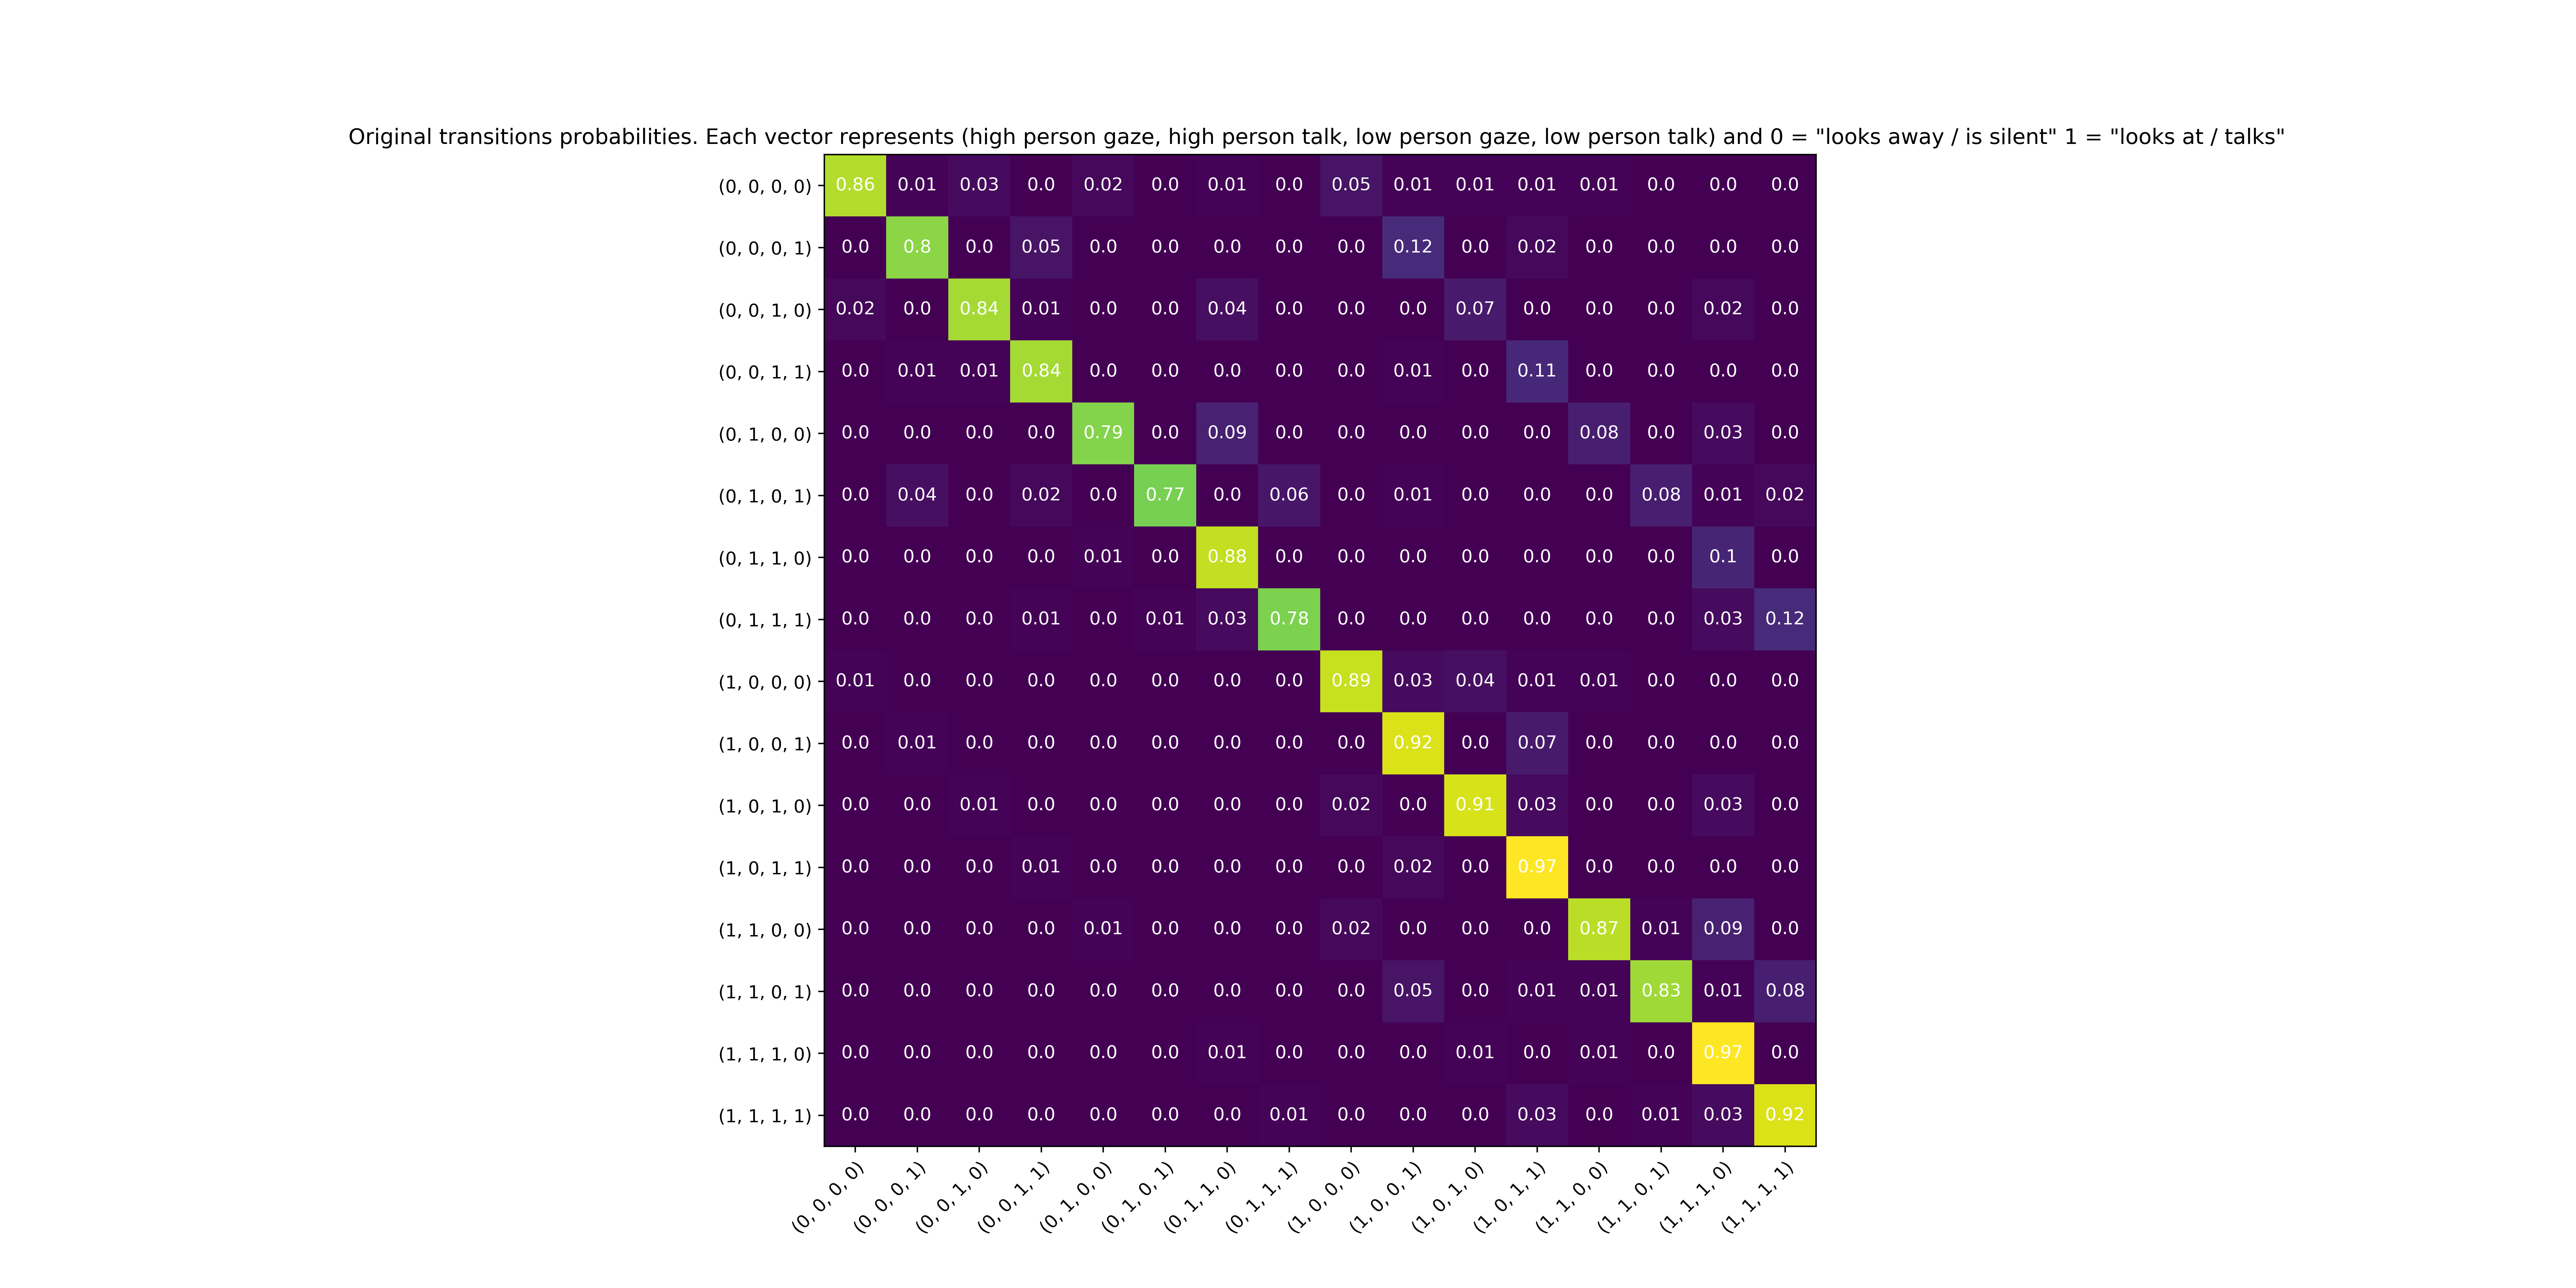 Original transitions probabilities. Each vector represents (high person gaze, high person talk, low person gaze, low person talk) and 0 = "looks away / is silent" 1 = "looks at / talks"
(0, 0, 0, 0) 0.86 0.01 0.03 0.0 0.02 0.0 0.01 0.0 0.05 0.01 0.01 0.01 0.01 0.0 0.0 0.0
(0, 0, 0, 1) 0.0 0.8 0.0 0.05 0.0 0.0 0.0 0.0 0.0 0.12 0.0 0.02 0.0 0.0 0.0 0.0
(0, 0, 1, 0) 0.02 0.0 0.84 0.01 0.0 0.0 0.04 0.0 0.0 0.0 0.07 0.0 0.0 0.0 0.02 0.0
(0, 0, 1, 1) 0.0 0.01 0.01 0.84 0.0 0.0 0.0 0.0 0.0 0.01 0.0 0.11 0.0 0.0 0.0 0.0
(0, 1, 0, 0) 0.0 0.0 0.0 0.0 0.79 0.0 0.09 0.0 0.0 0.0 0.0 0.0 0.08 0.0 0.03 0.0
(0, 1, 0, 1) 0.0 0.04 0.0 0.02 0.0 0.77 0.0 0.06 0.0 0.01 0.0 0.0 0.0 0.08 0.01 0.02
(0, 1, 1, 0) 0.0 0.0 0.0 0.0 0.01 0.0 0.88 0.0 0.0 0.0 0.0 0.0 0.0 0.0 0.1 0.0
(0, 1, 1, 1) 0.0 0.0 0.0 0.01 0.0 0.01 0.03 0.78 0.0 0.0 0.0 0.0 0.0 0.0 0.03 0.12
(1, 0, 0, 0) 0.01 0.0 0.0 0.0 0.0 0.0 0.0 0.0 0.89 0.03 0.04 0.01 0.01 0.0 0.0 0.0
(1, 0, 0, 1) 0.0 0.01 0.0 0.0 0.0 0.0 0.0 0.0 0.0 0.92 0.0 0.07 0.0 0.0 0.0 0.0
(1, 0, 1, 0) 0.0 0.0 0.01 0.0 0.0 0.0 0.0 0.0 0.02 0.0 0.91 0.03 0.0 0.0 0.03 0.0
(1, 0, 1, 1) 0.0 0.0 0.0 0.01 0.0 0.0 0.0 0.0 0.0 0.02 0.0 0.97 0.0 0.0 0.0 0.0
(1, 1, 0, 0) 0.0 0.0 0.0 0.0 0.01 0.0 0.0 0.0 0.02 0.0 0.0 0.0 0.87 0.01 0.09 0.0
(1, 1, 0, 1) 0.0 0.0 0.0 0.0 0.0 0.0 0.0 0.0 0.0 0.05 0.0 0.01 0.01 0.83 0.01 0.08
(1, 1, 1, 0) 0.0 0.0 0.0 0.0 0.0 0.0 0.01 0.0 0.0 0.0 0.01 0.0 0.01 0.0 0.97 0.0
(1, 1, 1, 1) 0.0 0.0 0.0 0.0 0.0 0.0 0.0 0.01 0.0 0.0 0.0 0.03 0.0 0.01 0.03 0.92
(0, 0, 0, 0) (0, 0, 0, 1) (0, 0, 1, 0) (0, 0, 1, 1) (0, 1, 0, 0) (0, 1, 0, 1) (0, 1, 1, 0) (0, 1, 1, 1) (1, 0, 0, 0) (1, 0, 0, 1) (1, 0, 1, 0) (1, 0, 1, 1) (1, 1, 0, 0) (1, 1, 0, 1) (1, 1, 1, 0) (1, 1, 1, 1)